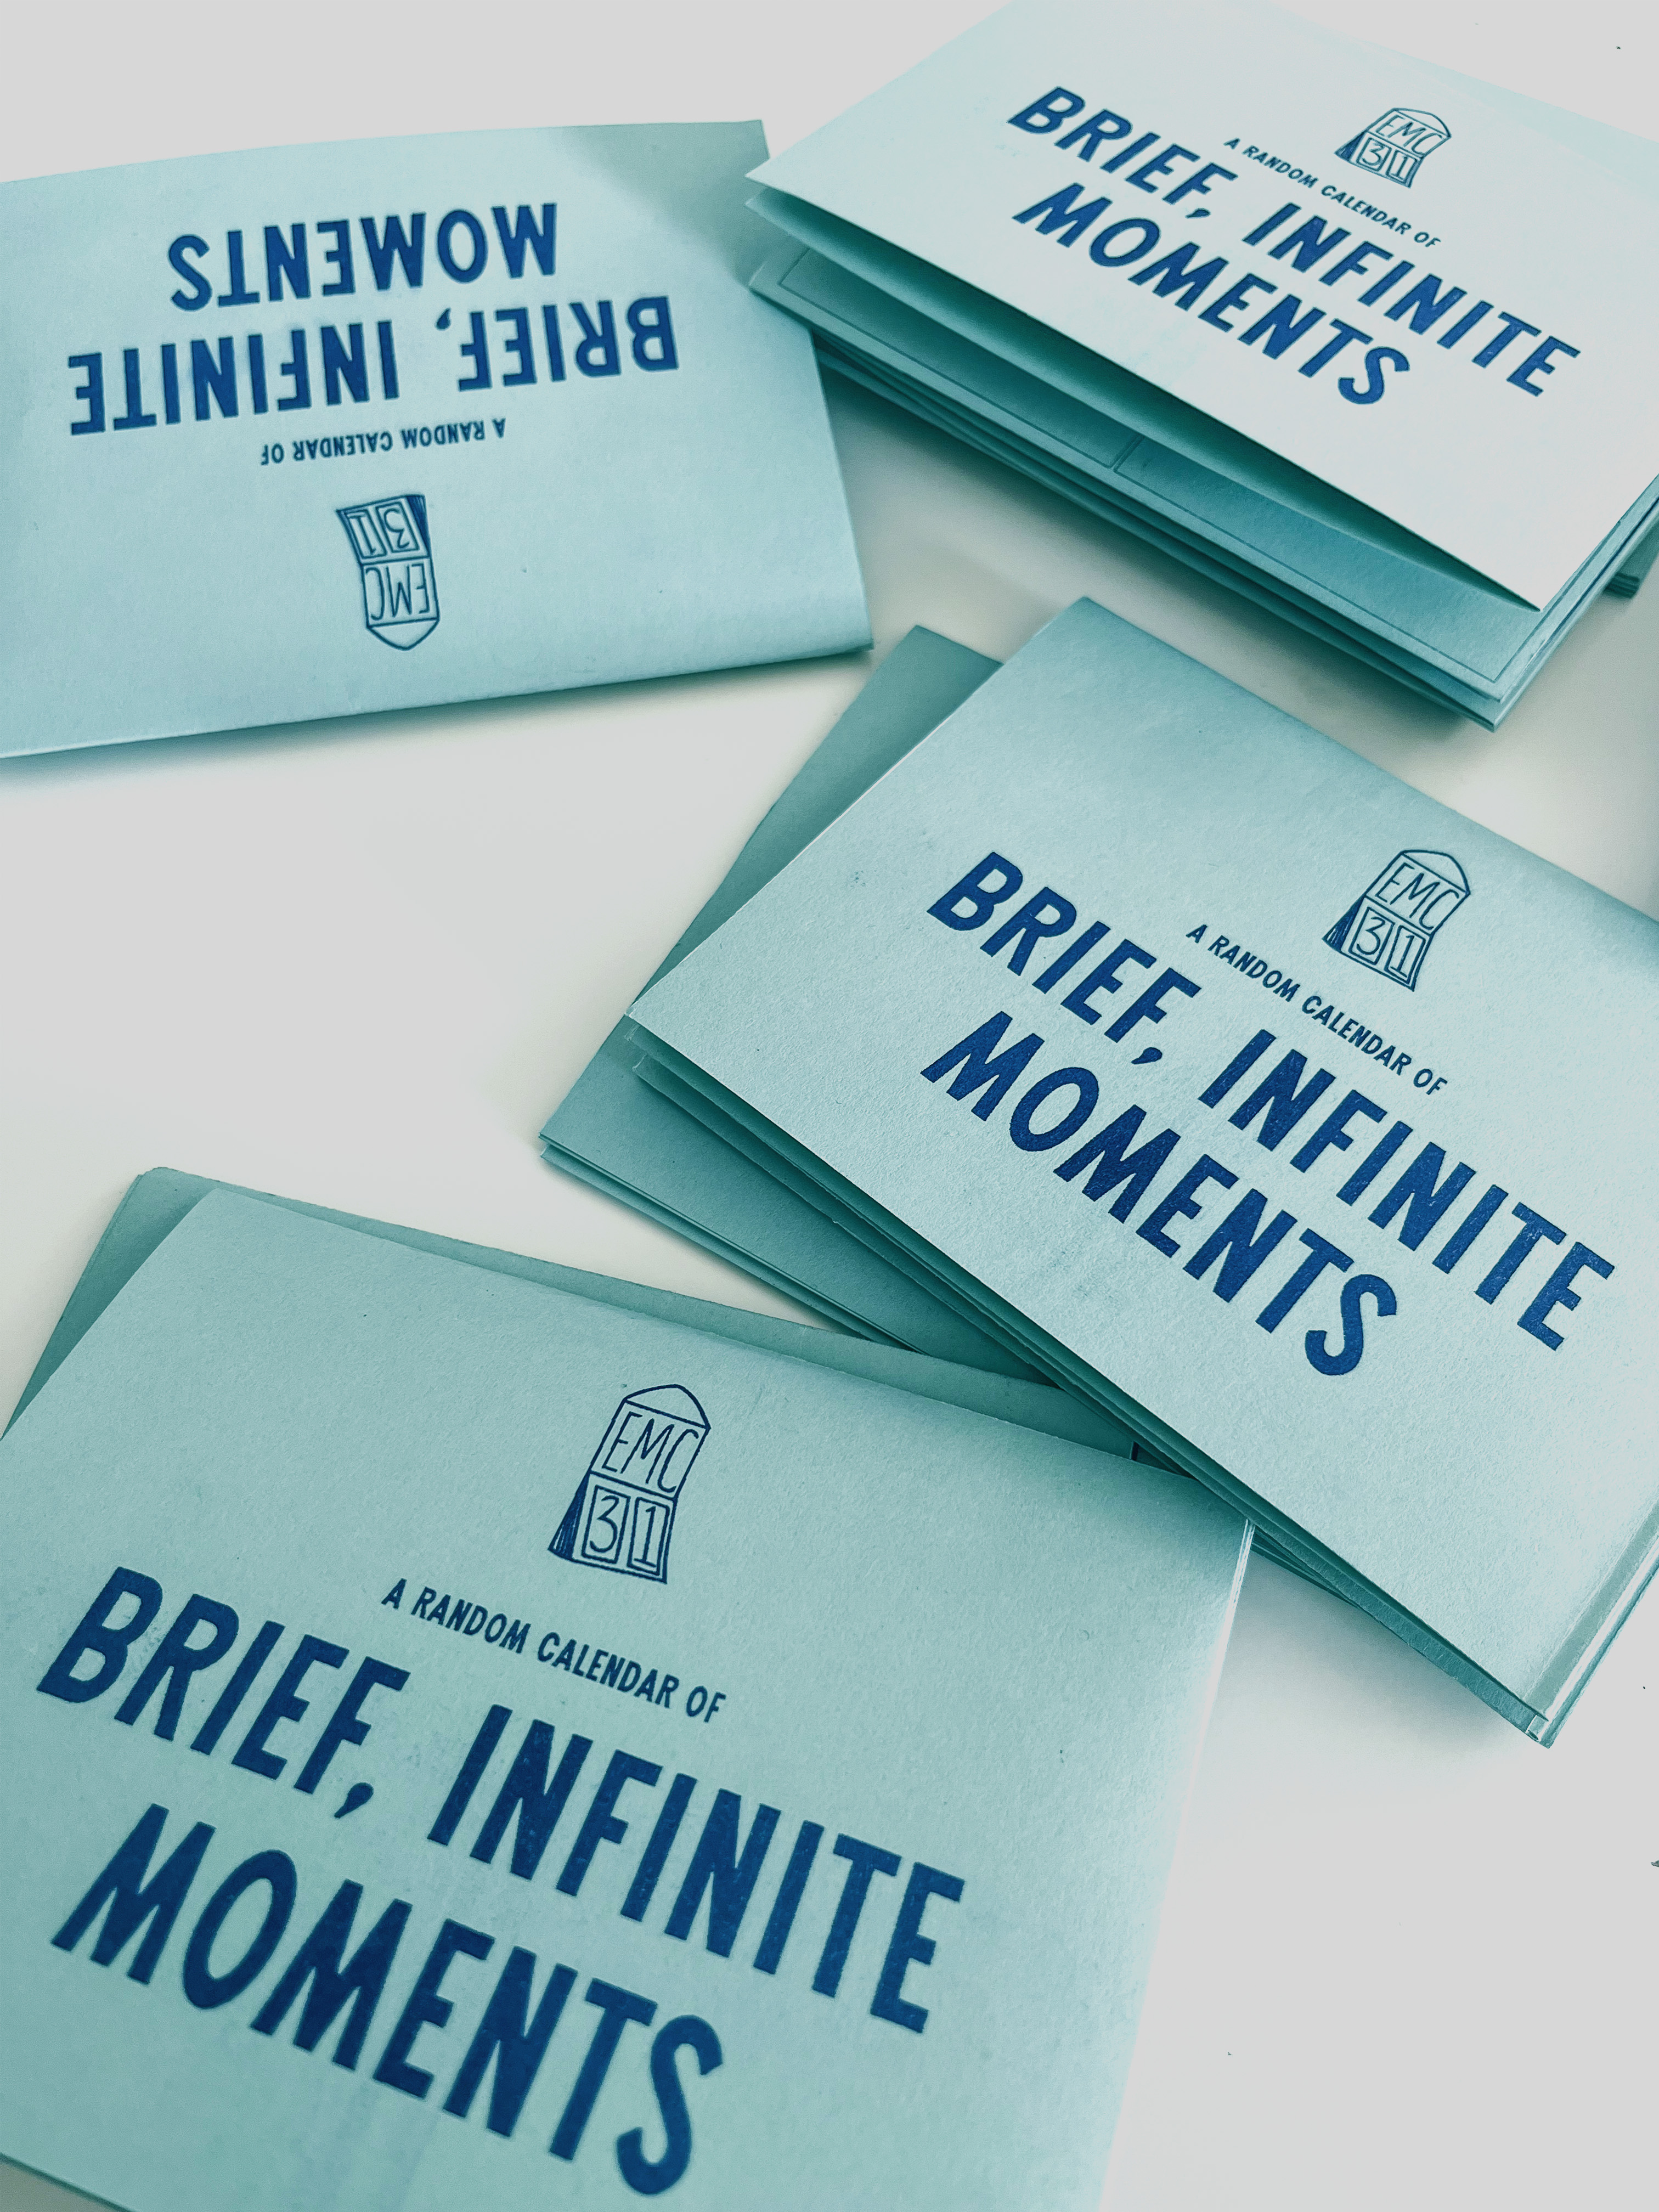 BRIEF, INFINITE
MOMENTS
A RANDOM CALENDAR OF
EMC
31
EMC
31
A RANDOM CALENDAR OF
BRIEF, INFINITE
MOMENTS
EMC
31
A RANDOM CALENDAR OF
BRIEF, INFINITE
MOMENTS
EMC
31
A RANDOM CALENDAR OF
BRIEF, INFINITE
MOMENTS